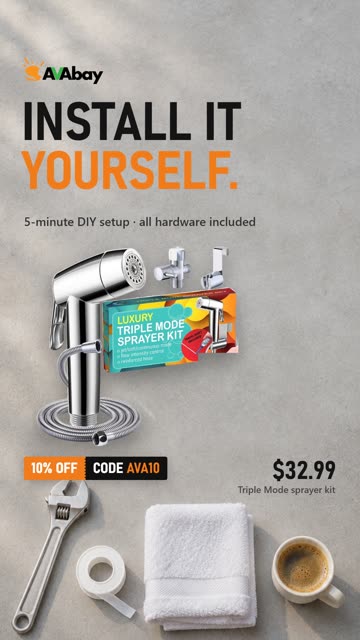 AVAbay
INSTALL IT
YOURSELF.
5-minute DIY setup · all hardware included
LUXURY
TRIPLE MODE
SPRAYER KIT
10% OFF
CODE AVA10
$32.99
Triple Mode sprayer kit